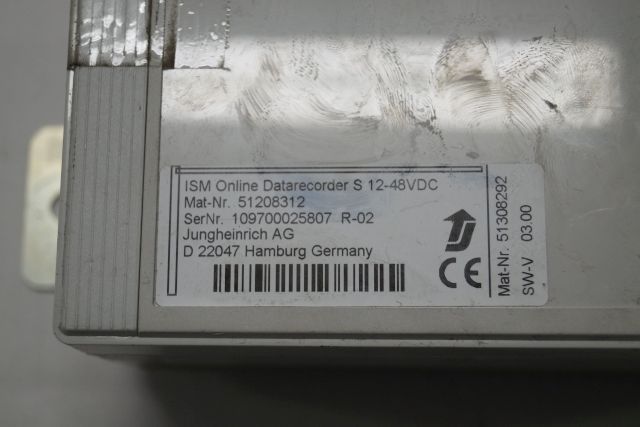 ISM Online Datarecorder S 12-48VDC
Mat-Nr. 51208312
SerNr. 109700025807 R-02
Jungheinrich AG
D 22047 Hamburg Germany
CE
Mat-Nr. 51308292
SW-V 03.00